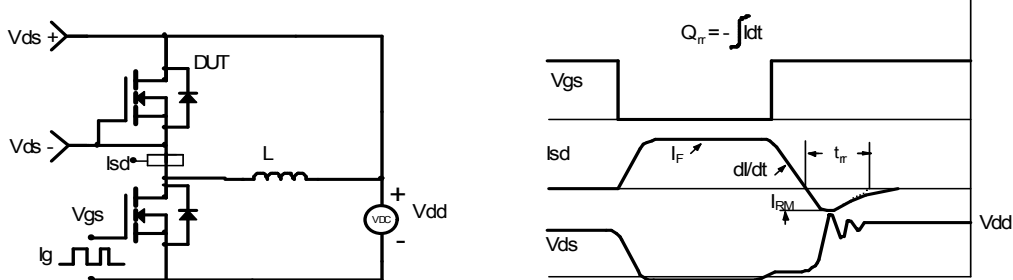 Vds +
DUT
Vds -
Isd
L
Vgs
Ig
+
VDC
-
Vdd
Qrr = - ∫ Idt
Vgs
Isd
IF
dI/dt
trr
IRM
Vdd
Vds